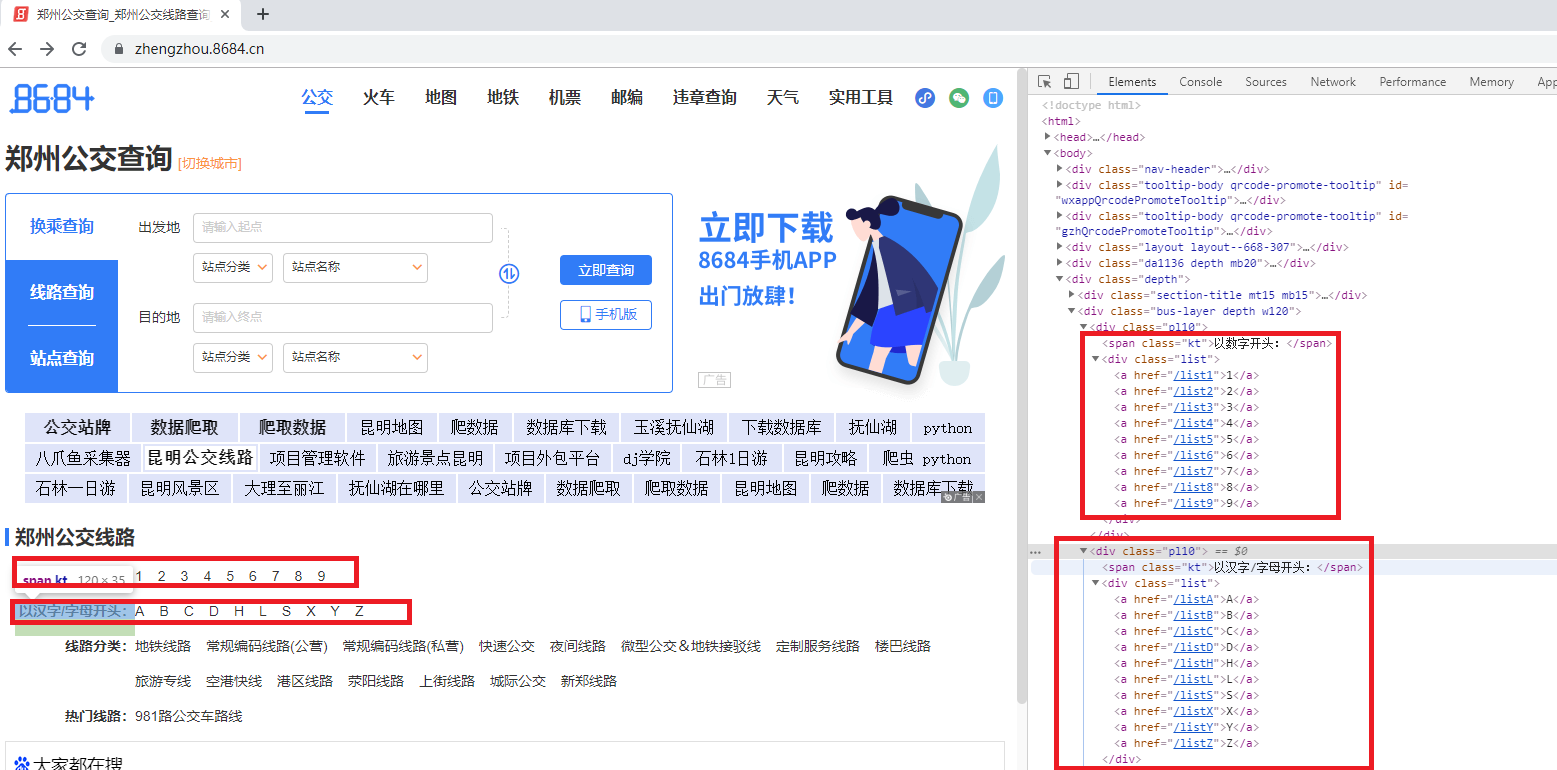 郑州公交查询_郑州公交线路查询
zhengzhou.8684.cn
8684
公交 火车 地图 地铁 机票 邮编 违章查询 天气 实用工具
郑州公交查询 [切换城市]
换乘查询
线路查询
站点查询
出发地 请输入起点
站点分类 站点名称
目的地 请输入终点
站点分类 站点名称
立即查询
手机版
立即下载
8684手机APP
出门放肆!
广告
公交站牌 数据爬取 爬取数据 昆明地图 爬数据 数据库下载 玉溪抚仙湖 下载数据库 抚仙湖 python
八爪鱼采集器 昆明公交线路 项目管理软件 旅游景点昆明 项目外包平台 dj学院 石林1日游 昆明攻略 爬虫 python
石林一日游 昆明风景区 大理至丽江 抚仙湖在哪里 公交站牌 数据爬取 爬取数据 昆明地图 爬数据 数据库下载
广告
郑州公交线路
span.kt 120 × 35 1 2 3 4 5 6 7 8 9
以汉字/字母开头: A B C D H L S X Y Z
线路分类: 地铁线路 常规编码线路(公营) 常规编码线路(私营) 快速公交 夜间线路 微型公交&地铁接驳线 定制服务线路 楼巴线路
旅游专线 空港快线 港区线路 荥阳线路 上街线路 城际公交 新郑线路
热门线路: 981路公交车路线
大家都在搜
Elements Console Sources Network Performance Memory App
<!doctype html>
<html>
<head>…</head>
<body>
<div class="nav-header">…</div>
<div class="tooltip-body qrcode-promote-tooltip" id=
"wxappQrcodePromoteTooltip">…</div>
<div class="tooltip-body qrcode-promote-tooltip" id=
"gzhQrcodePromoteTooltip">…</div>
<div class="layout layout--668-307">…</div>
<div class="da1136 depth mb20">…</div>
<div class="depth">
<div class="section-title mt15 mb15">…</div>
<div class="bus-layer depth w120">
<div class="pl10">
<span class="kt">以数字开头: </span>
<div class="list">
<a href="/list1">1</a>
<a href="/list2">2</a>
<a href="/list3">3</a>
<a href="/list4">4</a>
<a href="/list5">5</a>
<a href="/list6">6</a>
<a href="/list7">7</a>
<a href="/list8">8</a>
<a href="/list9">9</a>
</div>
</div>
<div class="pl10"> == $0
<span class="kt">以汉字/字母开头: </span>
<div class="list">
<a href="/listA">A</a>
<a href="/listB">B</a>
<a href="/listC">C</a>
<a href="/listD">D</a>
<a href="/listH">H</a>
<a href="/listL">L</a>
<a href="/listS">S</a>
<a href="/listX">X</a>
<a href="/listY">Y</a>
<a href="/listZ">Z</a>
</div>